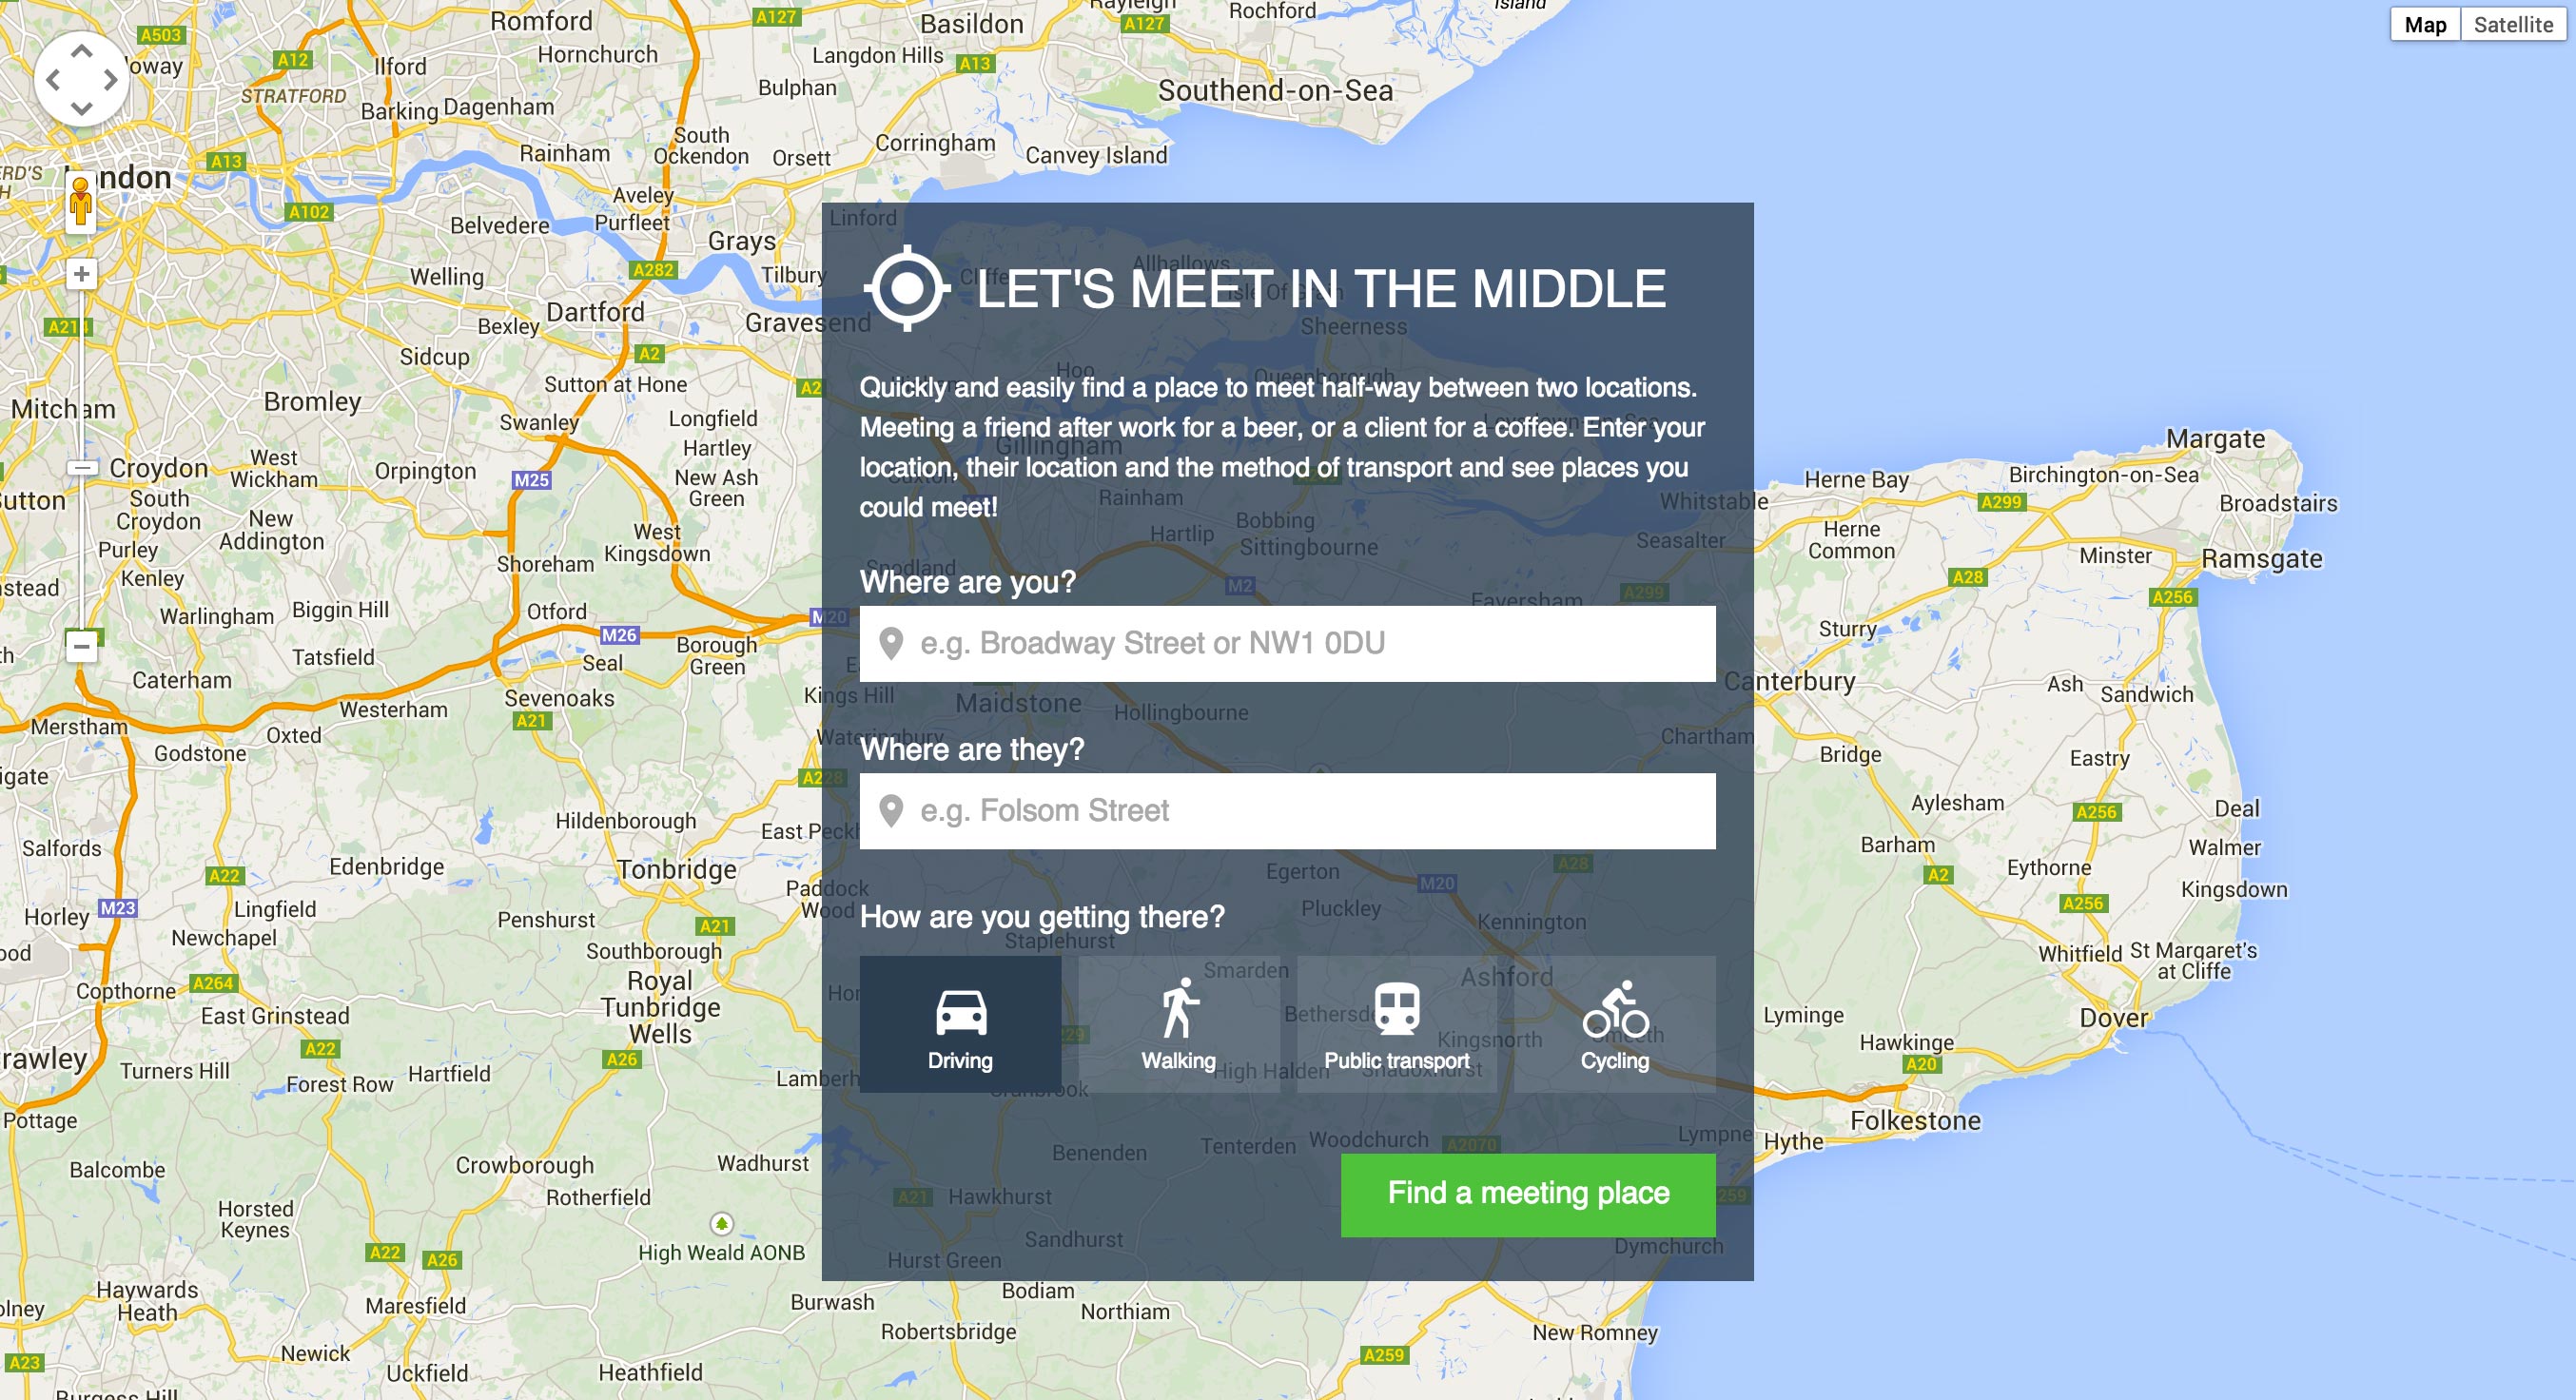 Romford
Basildon
Rochford
A127
A127
A503
Hornchurch
Langdon Hills
A13
A12
Ilford
Bulphan
STRATFORD
Barking
Dagenham
Southend-on-Sea
Map
Satellite
A13
Rainham
South
Ockendon
Orsett
Corringham
Canvey Island
Aveley
A102
Belvedere
Purfleet
Linford
Grays
Welling
A282
Tilbury
Cliffe
Allhallows
LET'S MEET IN THE MIDDLE
Dartford
Gravesend
Bexley
Sheerness
Sidcup
A2
Sutton at Hone
A2
Hoo
Queenborough
Quickly and easily find a place to meet half-way between two locations.
Meeting a friend after work for a beer, or a client for a coffee. Enter your
location, their location and the method of transport and see places you
could meet!
Mitcham
Bromley
Swanley
Longfield
Hartley
Gillingham
Margate
Croydon
West
Wickham
Orpington
M25
New Ash
Green
Rainham
Whitstable
Herne Bay
Birchington-on-Sea
A299
Broadstairs
South
Croydon
New
Addington
West
Kingsdown
Hartlip
Bobbing
Sittingbourne
Seasalter
Herne
Common
Minster
Ramsgate
Purley
Kenley
Shoreham
M2
A299
A28
A256
Faversham
Where are you?
e.g. Broadway Street or NW1 0DU
Warlingham
Biggin Hill
Otford
M20
M26
Sturry
Tatsfield
Seal
Borough
Green
Caterham
Westerham
Sevenoaks
A21
Kings Hill
Maidstone
Hollingbourne
Canterbury
Ash
Sandwich
Merstham
Oxted
Godstone
Wateringbury
Chartham
Bridge
Eastry
Where are they?
e.g. Folsom Street
A228
Hildenborough
Aylesham
A256
Deal
Salfords
Edenbridge
Tonbridge
Barham
Walmer
A22
Paddock
Wood
Egerton
M20
A28
A2
Eythorne
Kingsdown
A256
M23
Horley
Lingfield
Penshurst
A21
Pluckley
Kennington
How are you getting there?
Newchapel
Southborough
Staplehurst
Whitfield
St Margaret's
at Cliffe
A264
Copthorne
Royal
Tunbridge
Wells
Smarden
Ashford
East Grinstead
Lyminge
Dover
A22
A26
Kingsnorth
Hawkinge
A20
Driving
Walking
Public transport
Cycling
Turners Hill
Forest Row
Hartfield
High Halden
Pottage
Folkestone
Hythe
Balcombe
Crowborough
Wadhurst
Benenden
Tenterden
Woodchurch
A2070
Lympne
Rotherfield
A21
Hawkhurst
Find a meeting place
Horsted
Keynes
A22
A26
High Weald AONB
Hurst Green
Sandhurst
Dymchurch
Haywards
Heath
Maresfield
Burwash
Bodiam
Northiam
Robertsbridge
New Romney
A23
Newick
Uckfield
Heathfield
A259